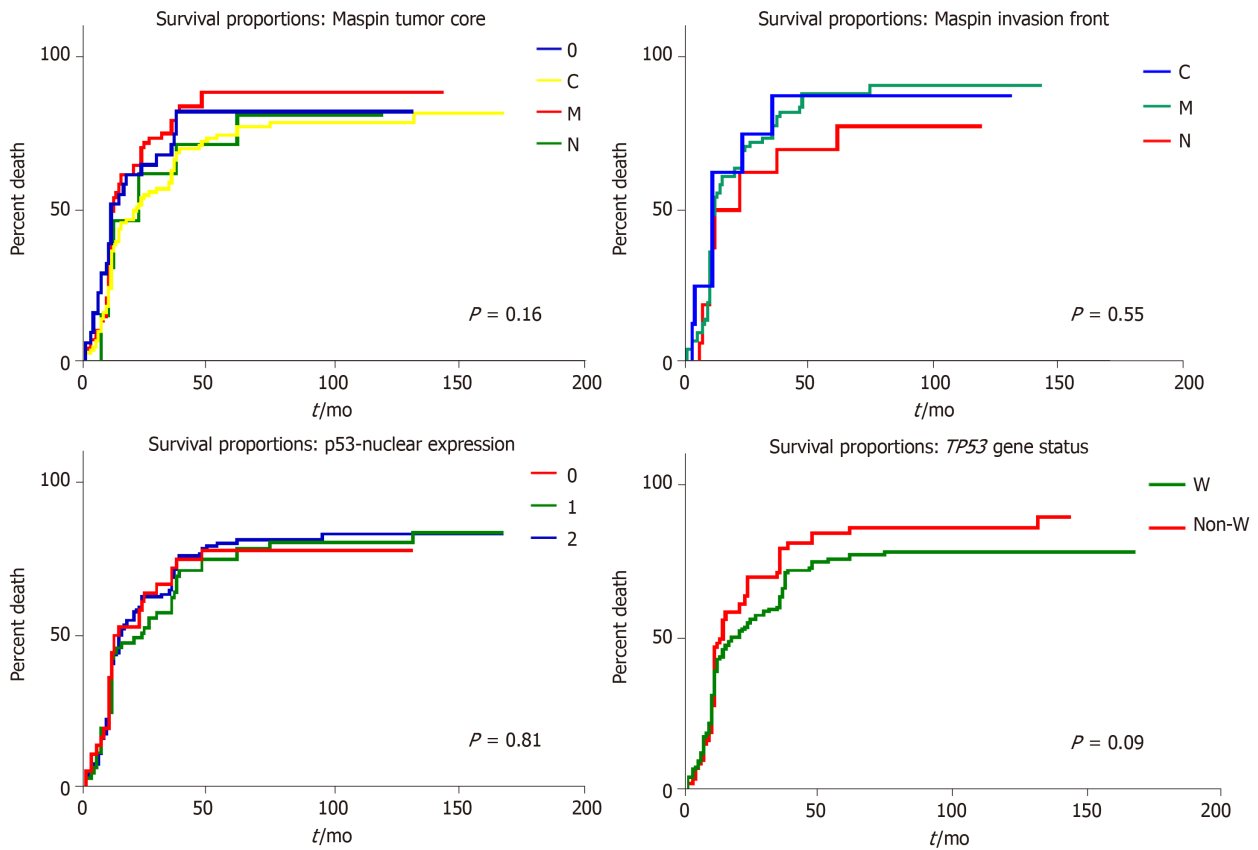 Survival proportions: Maspin tumor core
100
50
0
Percent death
0
C
M
N
P = 0.16
0 50 100 150 200
t/mo
Survival proportions: Maspin invasion front
100
50
0
Percent death
C
M
N
P = 0.55
0 50 100 150 200
t/mo
Survival proportions: p53-nuclear expression
100
50
0
Percent death
0
1
2
P = 0.81
0 50 100 150 200
t/mo
Survival proportions: TP53 gene status
100
50
0
Percent death
W
Non-W
P = 0.09
0 50 100 150 200
t/mo